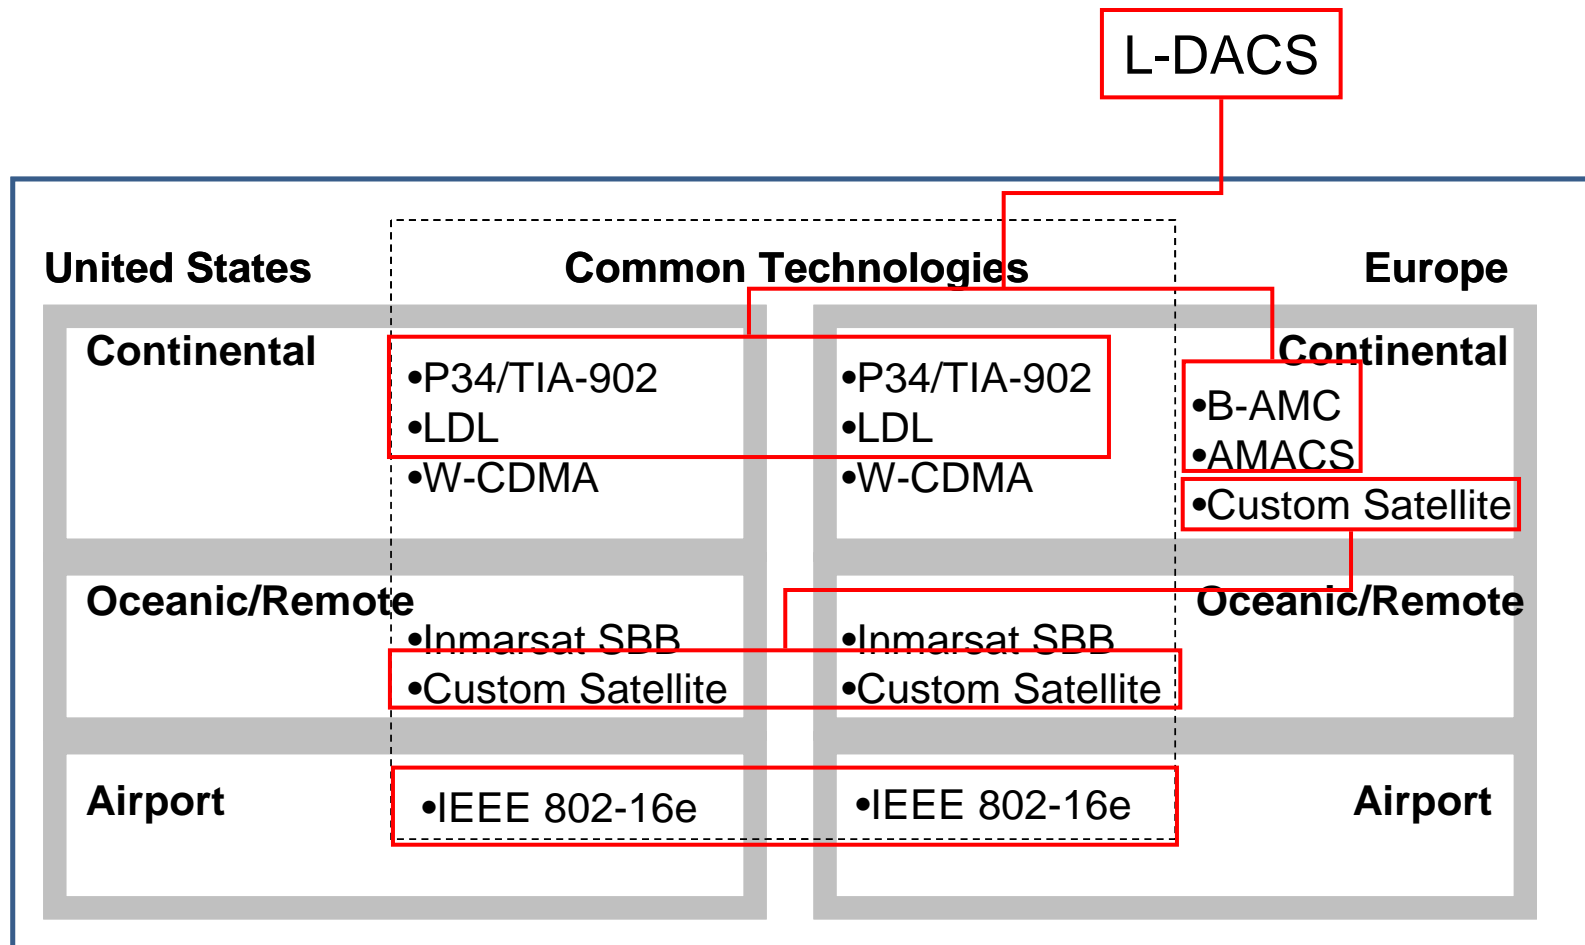 L-DACS
United States
Common Technologies
Europe
Continental
•P34/TIA-902
•LDL
•W-CDMA
•P34/TIA-902
•LDL
•W-CDMA
Continental
•B-AMC
•AMACS
•Custom Satellite
Oceanic/Remote
•Inmarsat SBB
•Custom Satellite
•Inmarsat SBB
•Custom Satellite
Oceanic/Remote
Airport
•IEEE 802-16e
•IEEE 802-16e
Airport